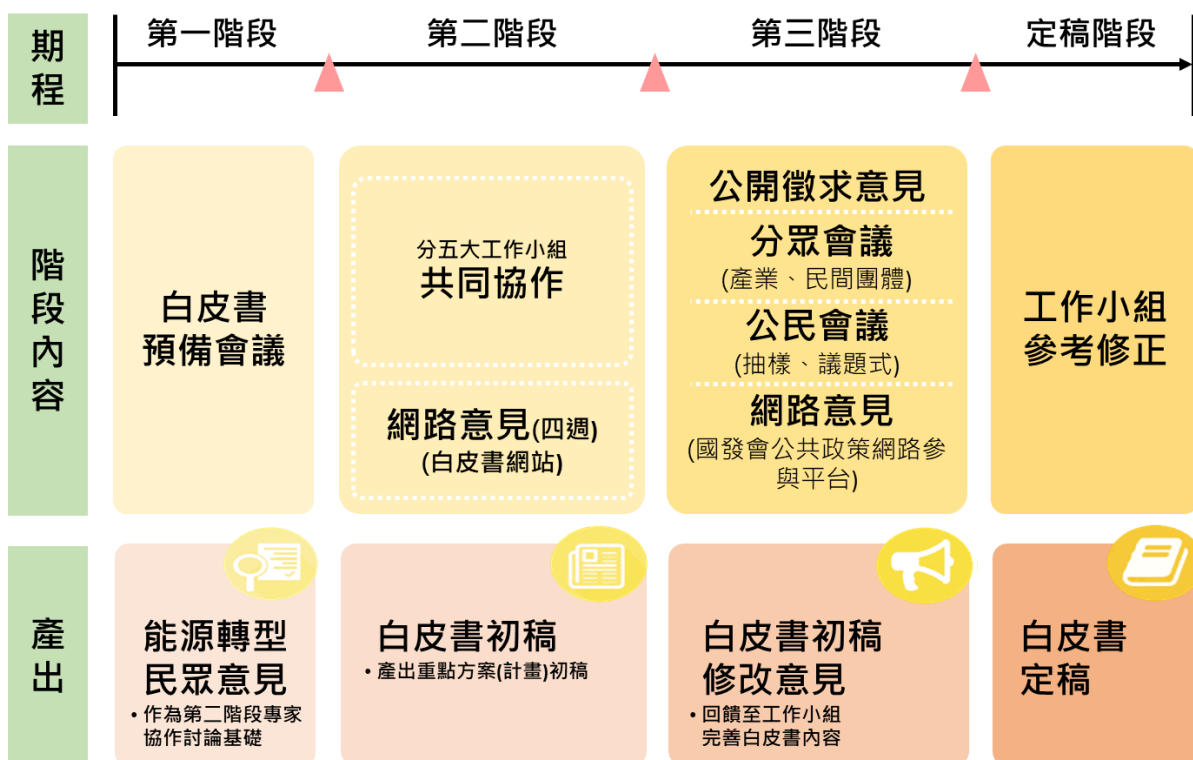 期程
第一階段
第二階段
第三階段
定稿階段
階段內容
白皮書
預備會議
分五大工作小組
共同協作
網路意見(四週)
(白皮書網站)
公開徵求意見
分眾會議
(產業、民間團體)
公民會議
(抽樣、議題式)
網路意見
(國發會公共政策網路參
與平台)
工作小組
參考修正
產出
能源轉型
民眾意見
• 作為第二階段專家
協作討論基礎
白皮書初稿
• 產出重點方案(計畫)初稿
白皮書初稿
修改意見
• 回饋至工作小組
完善白皮書內容
白皮書
定稿